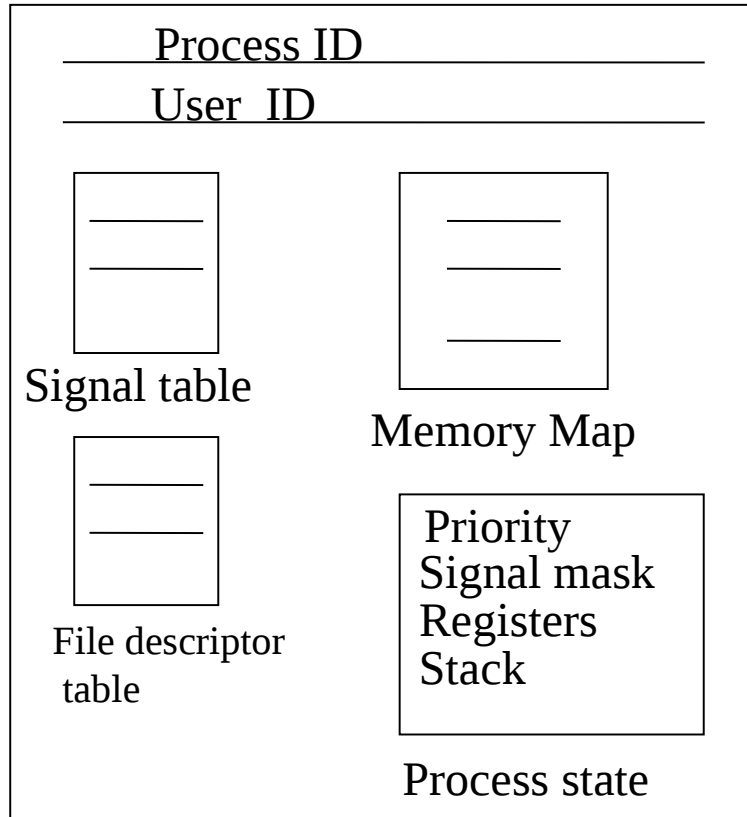 Process ID
User ID
Signal table
Memory Map
File descriptor
table
Priority
Signal mask
Registers
Stack
Process state